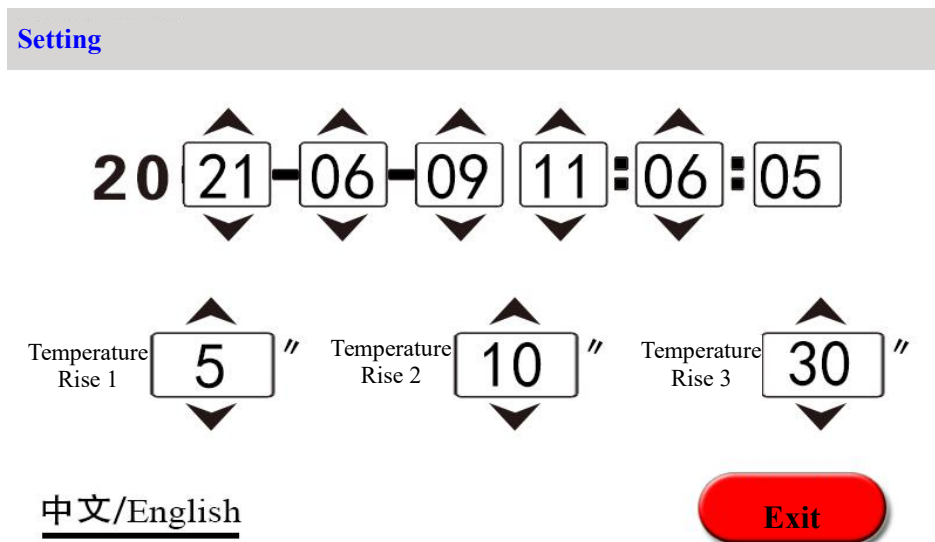 Setting
20 21-06-09 11:06:05
Temperature Rise 1 5 〃
Temperature Rise 2 10 〃
Temperature Rise 3 30 〃
中文/English
Exit